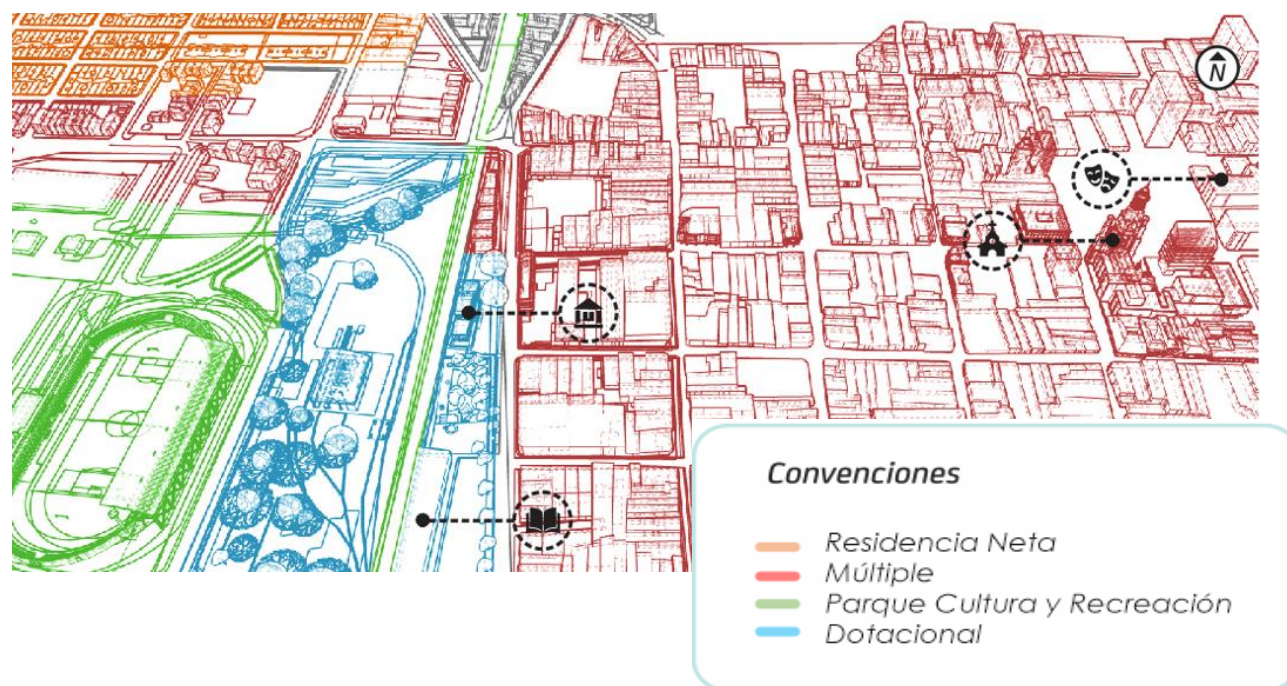 N
Convenciones
Residencia Neta
Múltiple
Parque Cultura y Recreación
Dotacional